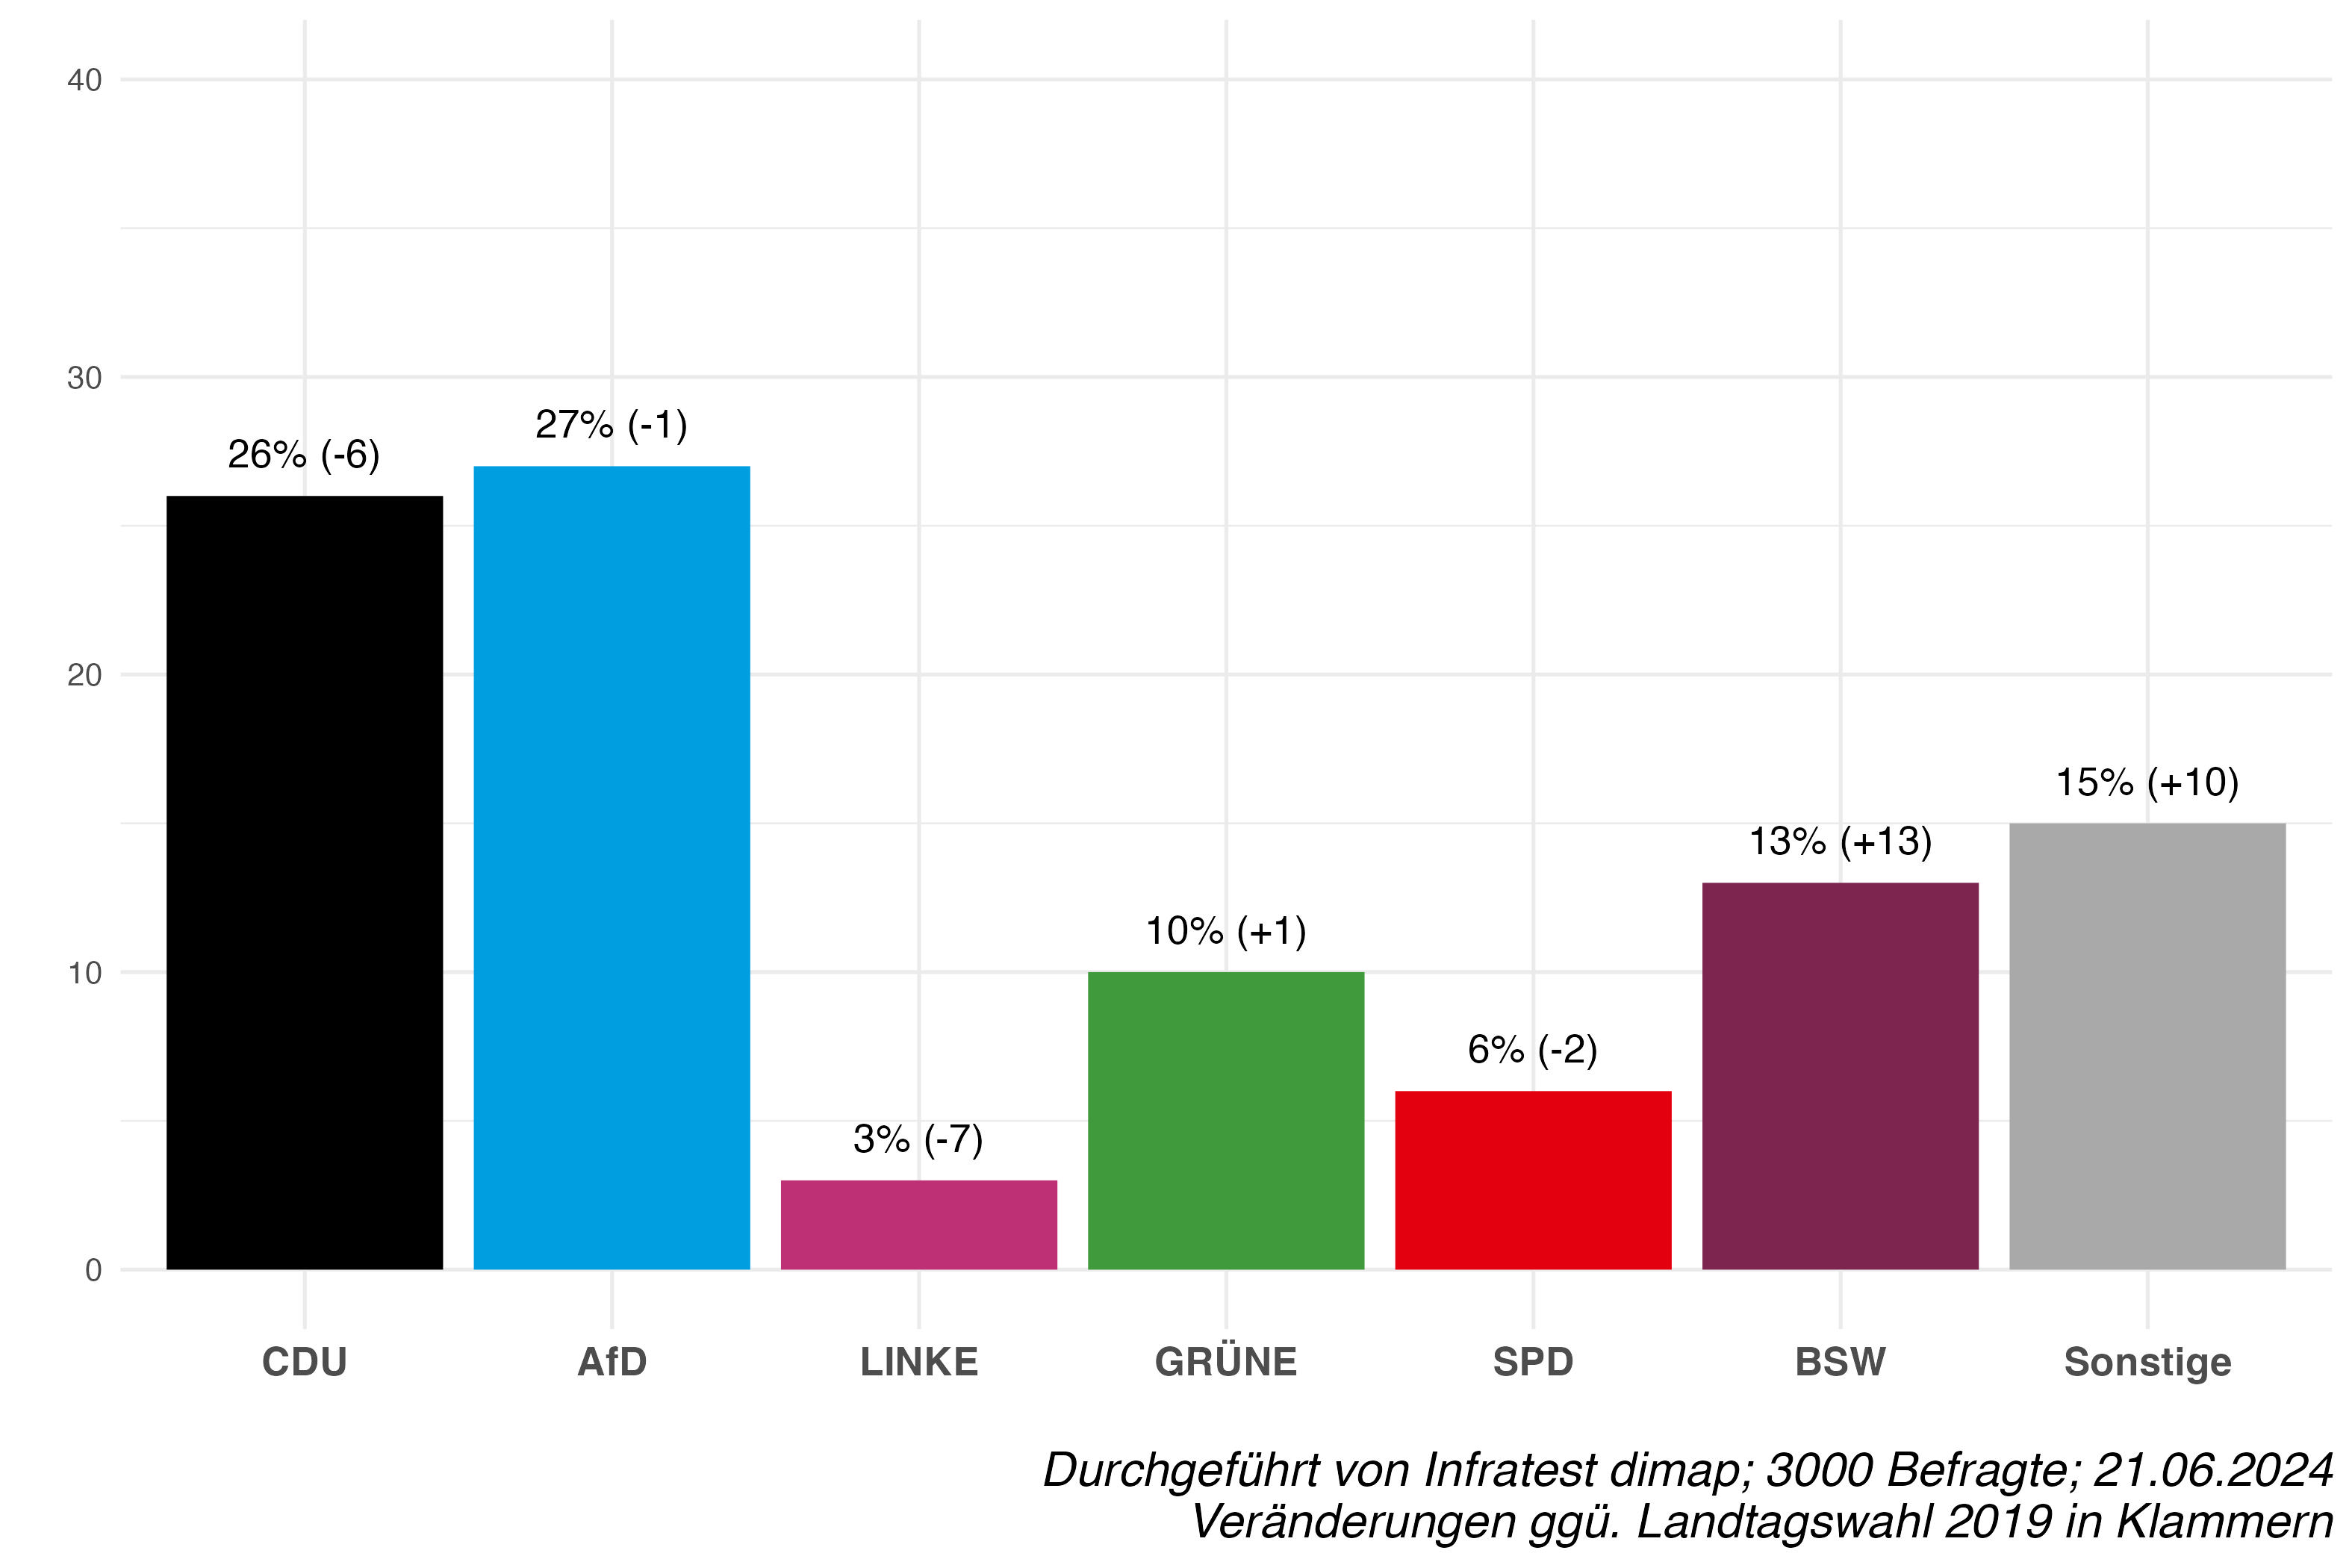 40
30
20
10
0
26% (-6)
27% (-1)
3% (-7)
10% (+1)
6% (-2)
13% (+13)
15% (+10)
CDU
AfD
LINKE
GRÜNE
SPD
BSW
Sonstige
Durchgeführt von Infratest dimap; 3000 Befragte; 21.06.2024
Veränderungen ggü. Landtagswahl 2019 in Klammern